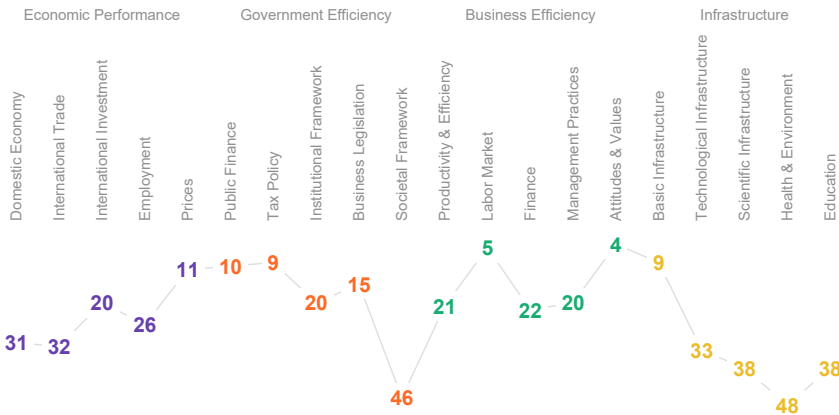 Economic Performance
Government Efficiency
Business Efficiency
Infrastructure
Domestic Economy
International Trade
International Investment
Employment
Prices
Public Finance
Tax Policy
Institutional Framework
Business Legislation
Societal Framework
Productivity & Efficiency
Labor Market
Finance
Management Practices
Attitudes & Values
Basic Infrastructure
Technological Infrastructure
Scientific Infrastructure
Health & Environment
Education
31
32
20
26
11
10
9
20
15
46
21
5
22
20
4
9
33
38
48
38